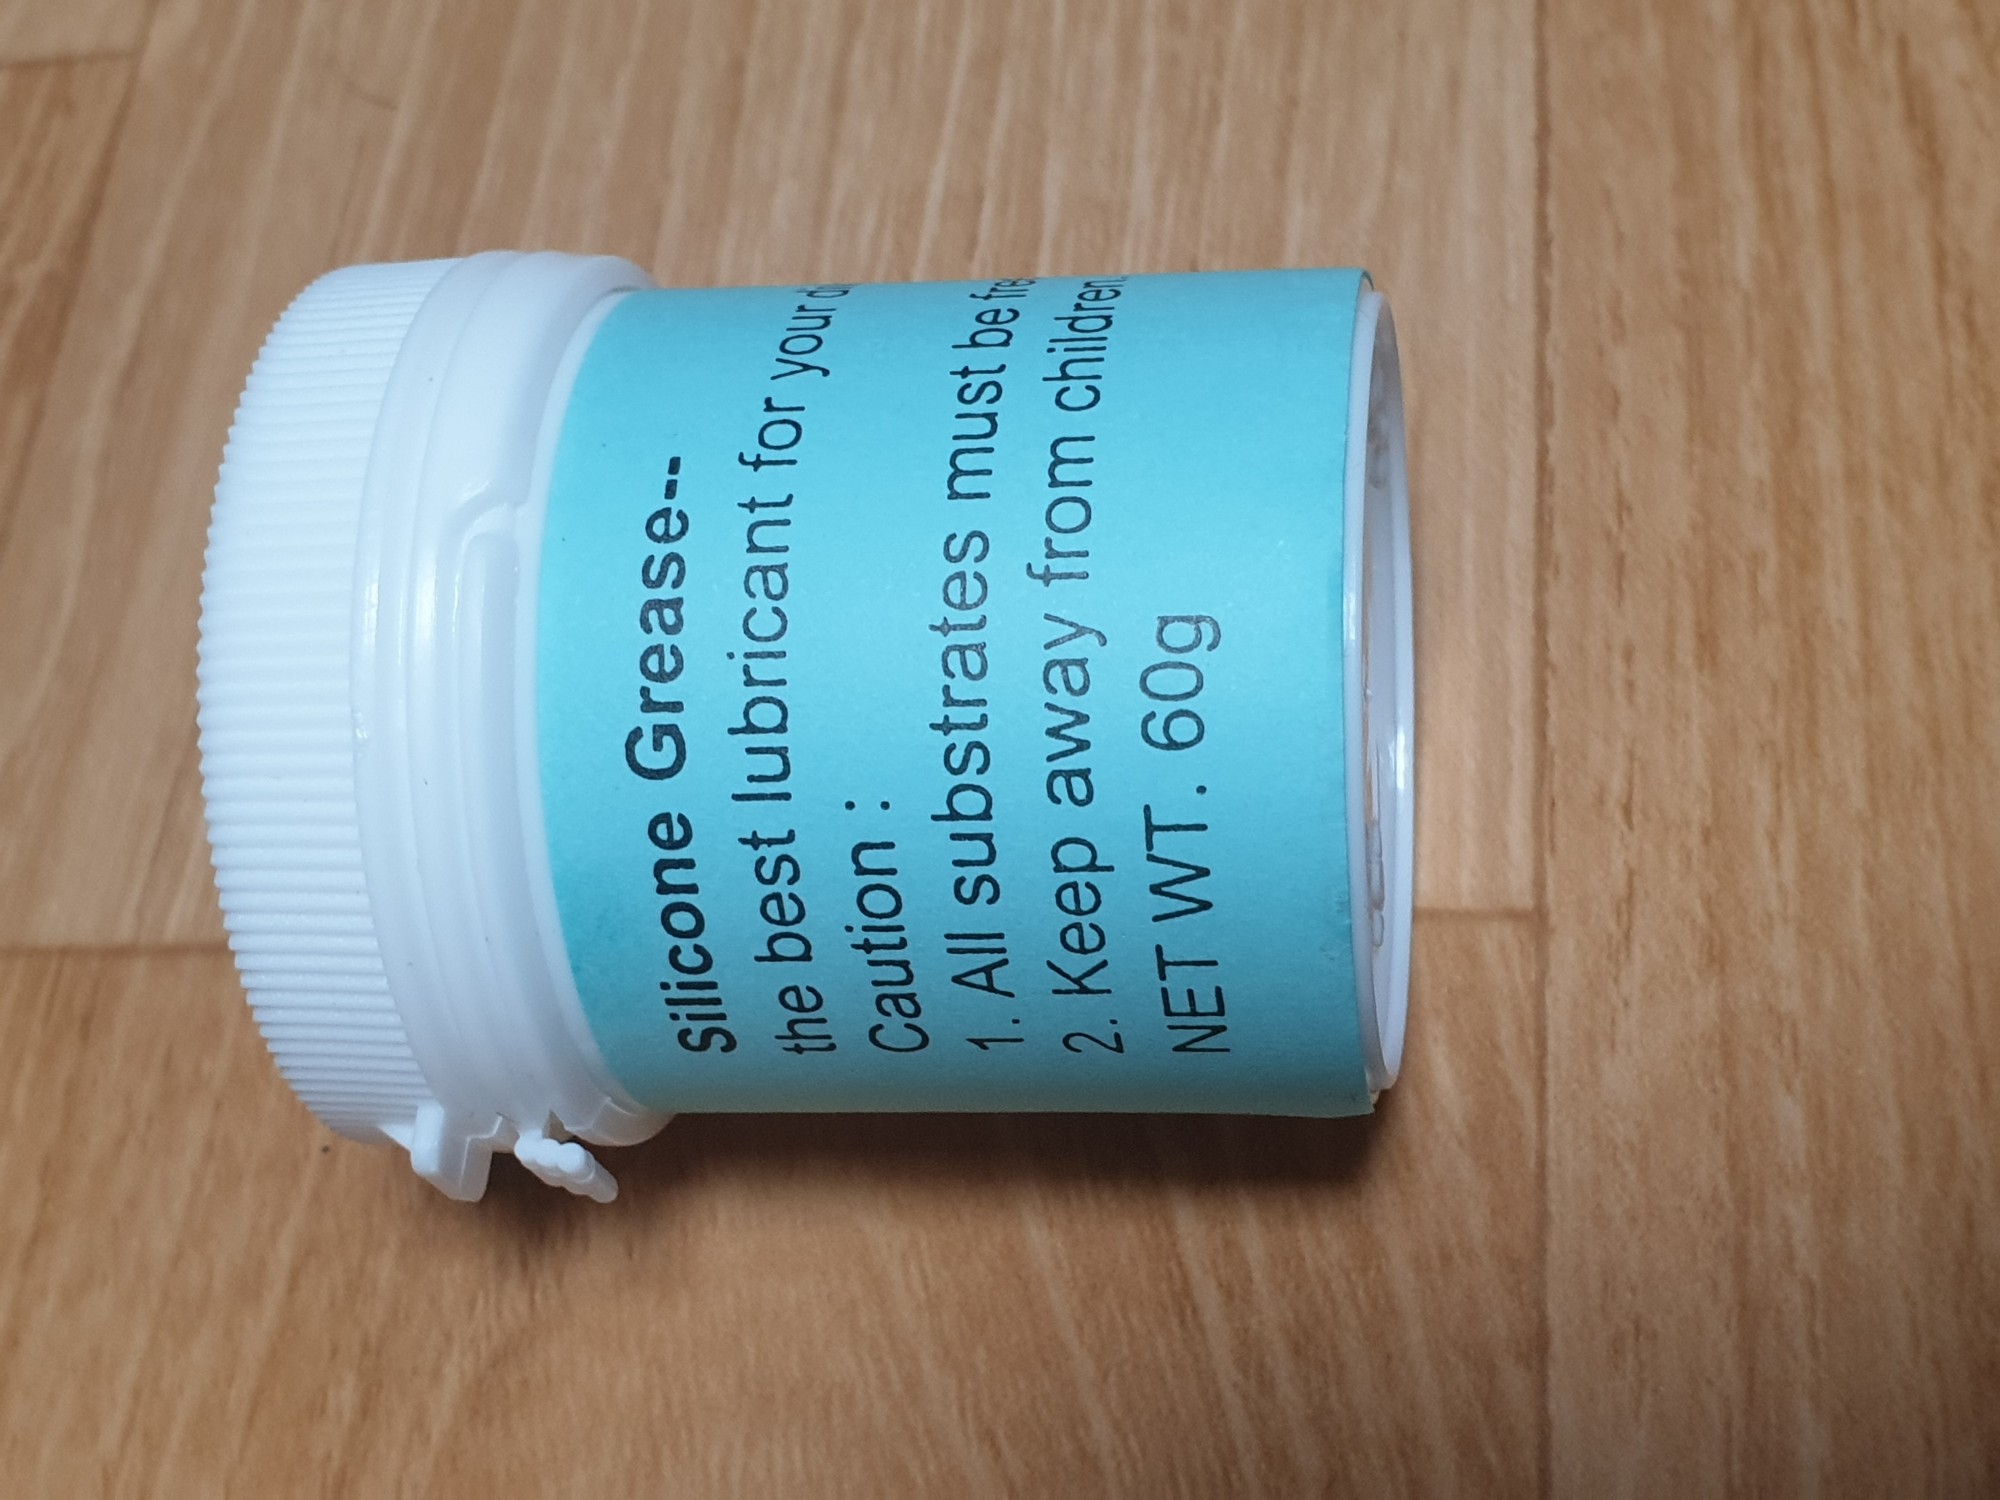 Silicone Grease--
the best lubricant for your
Caution :
1. All substrates must be
2. Keep away from children
NET WT. 60g